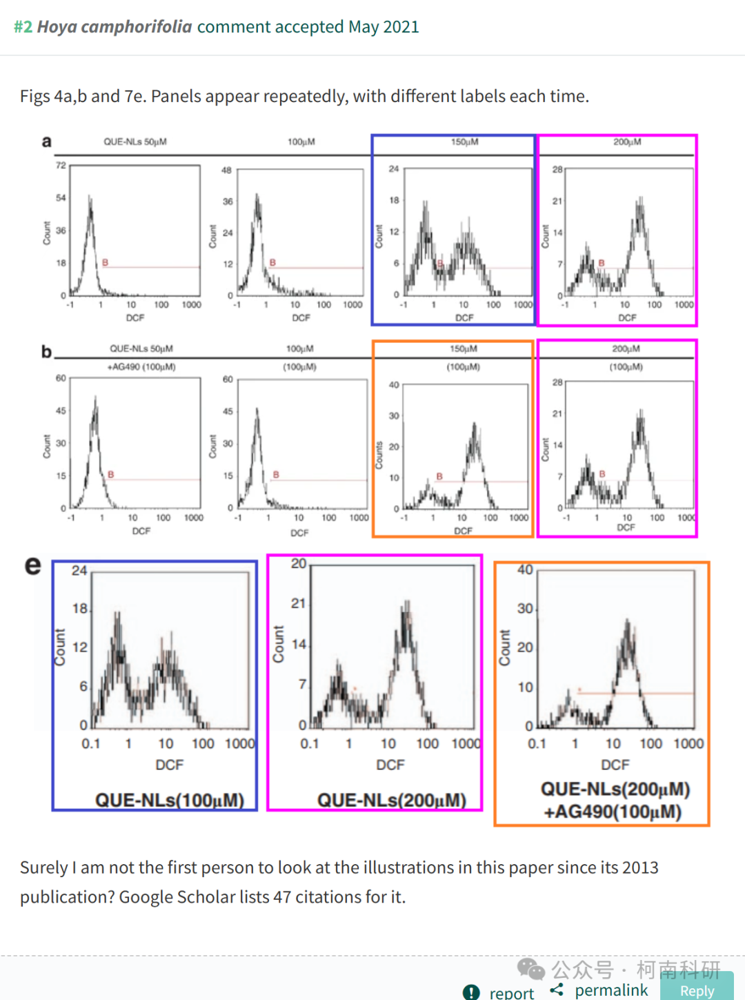 #2 Hoya camphorifolia comment accepted May 2021
Figs 4a,b and 7e. Panels appear repeatedly, with different labels each time.
a
QUE-NLs 50μM
100μM
150μM
200μM
72
54
36
18
0
Count
B
-1 1 10 100 1000
DCF
48
36
24
12
0
Count
B
-1 1 10 100 1000
DCF
24
18
12
6
0
Count
B
-1 1 10 100 1000
DCF
28
21
14
7
0
Count
B
-1 1 10 100 1000
DCF
b
QUE-NLs 50μM
+AG490 (100μM)
100μM
(100μM)
150μM
(100μM)
200μM
(100μM)
60
45
30
15
0
Count
B
-1 1 10 100 1000
DCF
60
45
30
15
0
Count
B
-1 1 10 100 1000
DCF
40
30
20
10
0
Counts
B
-1 1 10 100 1000
DCF
28
21
14
7
0
Count
B
-1 1 10 100 1000
DCF
e
24
18
12
6
0
Count
0.1 1 10 100 1000
DCF
QUE-NLs(100μM)
20
21
14
7
0
Count
0.1 1 10 100 1000
DCF
QUE-NLs(200μM)
40
30
20
10
0
Count
0.1 1 10 100 1000
DCF
QUE-NLs(200μM)
+AG490(100μM)
Surely I am not the first person to look at the illustrations in this paper since its 2013
publication? Google Scholar lists 47 citations for it.
公众号 · 柯南科研
report permalink Reply